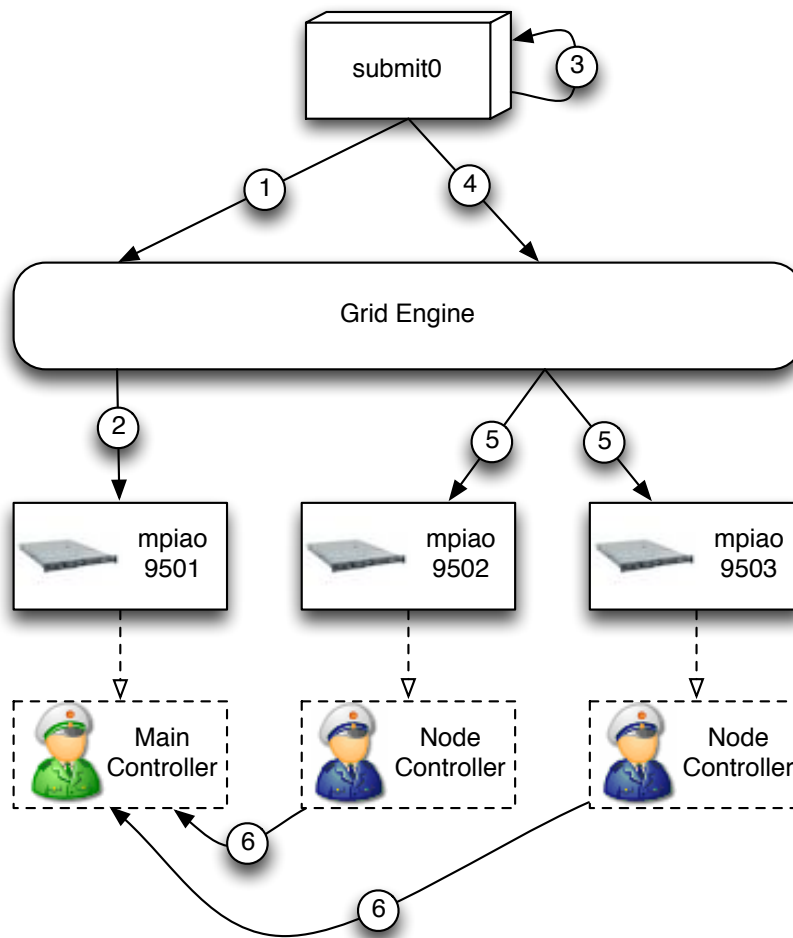 submit0
3
1
4
Grid Engine
2
5
5
mpiao
9501
mpiao
9502
mpiao
9503
Main
Controller
Node
Controller
Node
Controller
6
6